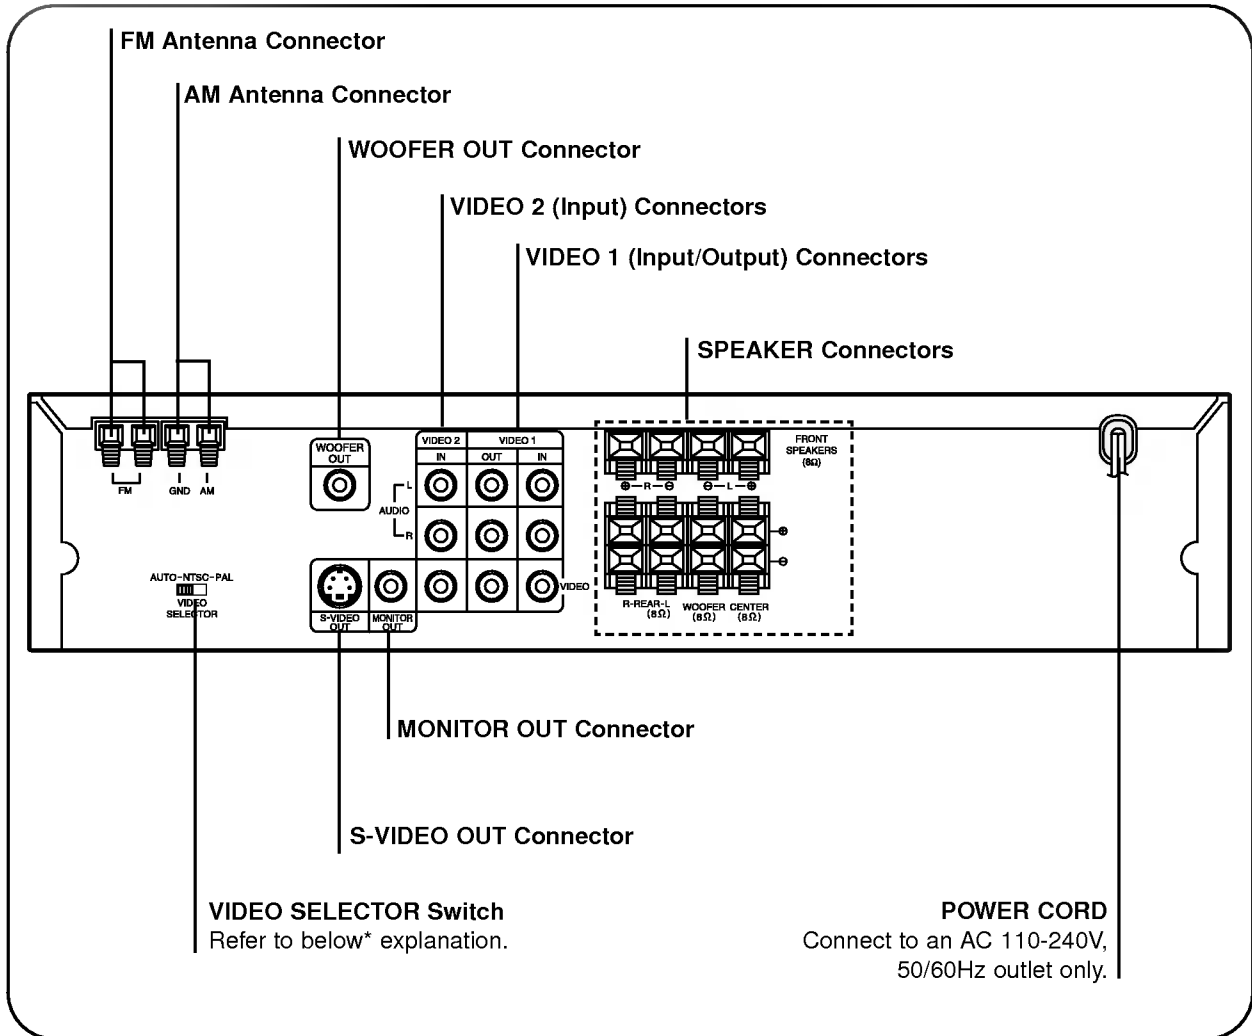 FM Antenna Connector
AM Antenna Connector
WOOFER OUT Connector
VIDEO 2 (Input) Connectors
VIDEO 1 (Input/Output) Connectors
SPEAKER Connectors
FM
GND
AM
AUTO-NTSC-PAL
VIDEO
SELECTOR
WOOFER
OUT
VIDEO 2
VIDEO 1
IN
OUT
IN
L
AUDIO
R
VIDEO
S-VIDEO
OUT
MONITOR
OUT
FRONT
SPEAKERS
(8Ω)
⊕–R–⊖
⊖–L–⊕
⊕
⊖
R-REAR-L
(8Ω)
WOOFER
(8Ω)
CENTER
(8Ω)
MONITOR OUT Connector
S-VIDEO OUT Connector
VIDEO SELECTOR Switch
Refer to below* explanation.
POWER CORD
Connect to an AC 110-240V,
50/60Hz outlet only.